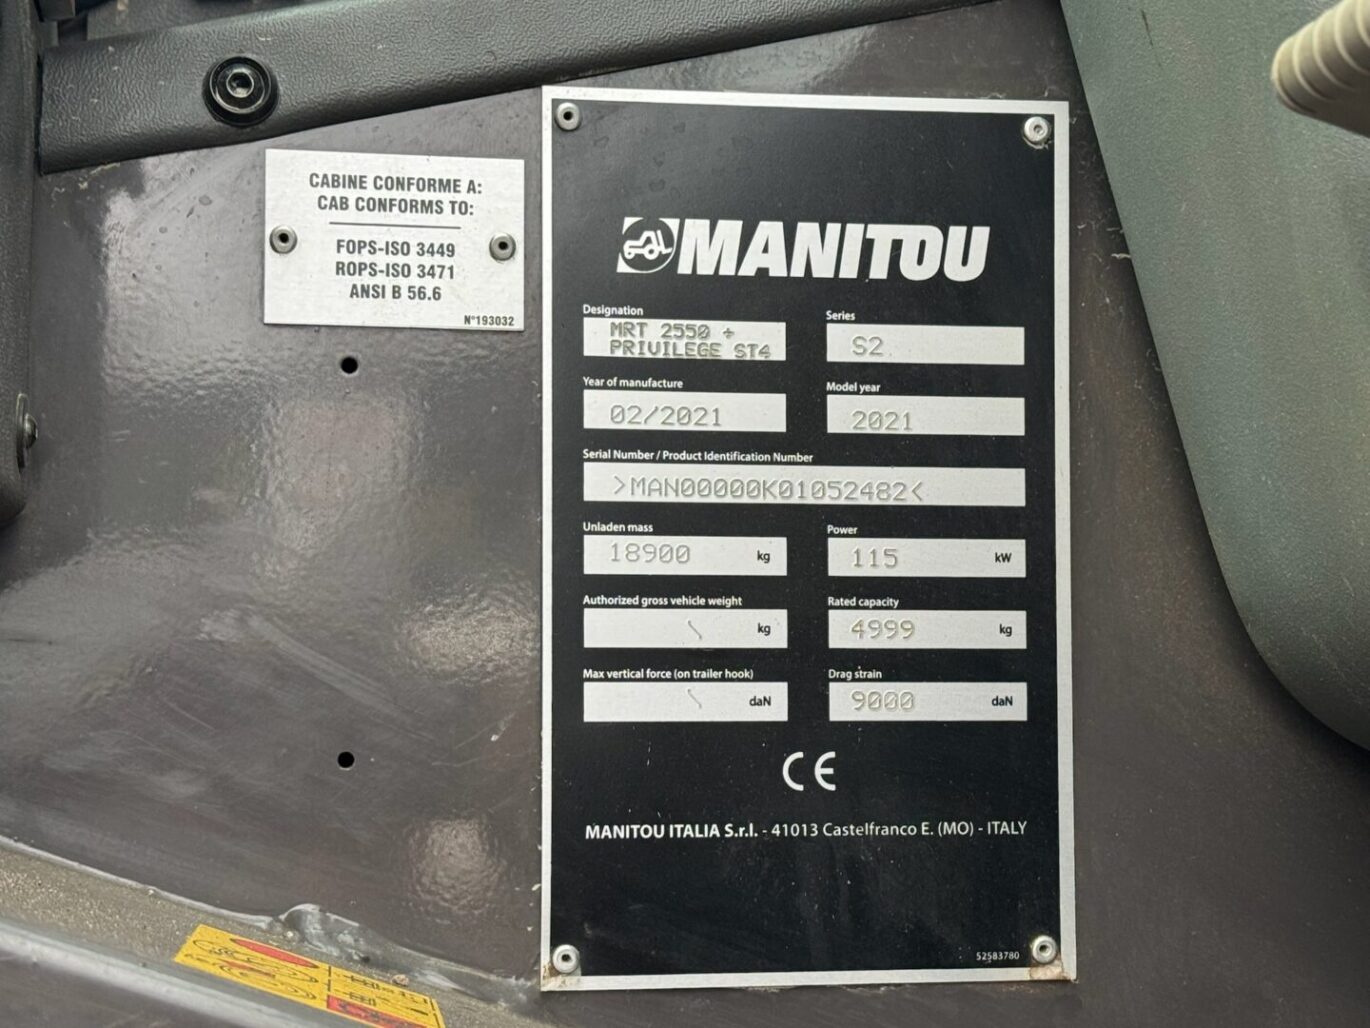 CABINE CONFORME A:
CAB CONFORMS TO:
FOPS-ISO 3449
ROPS-ISO 3471
ANSI B 56.6
N°193032
MANITOU
Designation
MRT 2550 +
PRIVILEGE ST4
Series
S2
Year of manufacture
02/2021
Model year
2021
Serial Number / Product Identification Number
>MAN00000K01052482<
Unladen mass
18900 kg
Power
115 kW
Authorized gross vehicle weight
\ kg
Rated capacity
4999 kg
Max vertical force (on trailer hook)
\ daN
Drag strain
9000 daN
CE
MANITOU ITALIA S.r.l. - 41013 Castelfranco E. (MO) - ITALY
52583780